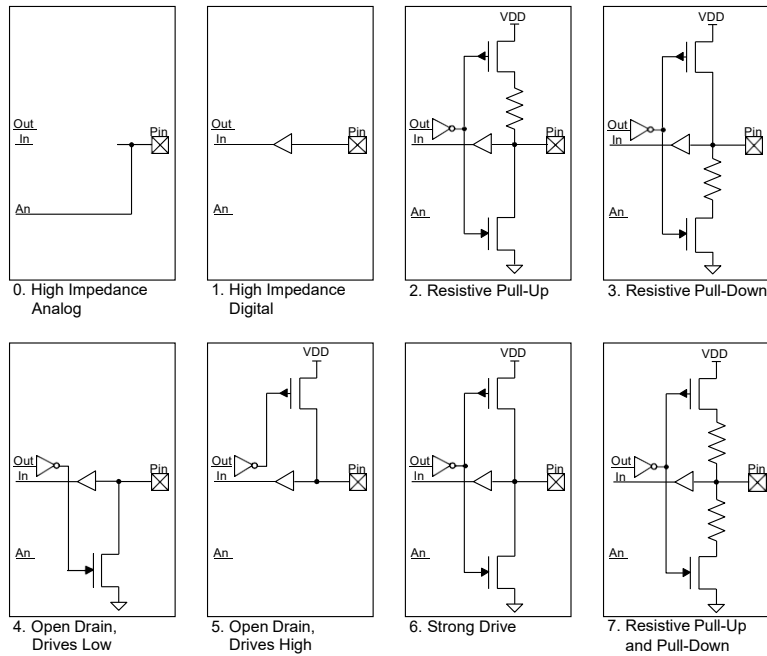 VDD
VDD
Out
In
Pin
An
Out
In
Pin
An
Out
In
Pin
An
Out
In
Pin
An
0. High Impedance
Analog
1. High Impedance
Digital
2. Resistive Pull-Up
3. Resistive Pull-Down
VDD
VDD
VDD
Out
In
Pin
An
Out
In
Pin
An
Out
In
Pin
An
Out
In
Pin
An
4. Open Drain,
Drives Low
5. Open Drain,
Drives High
6. Strong Drive
7. Resistive Pull-Up
and Pull-Down